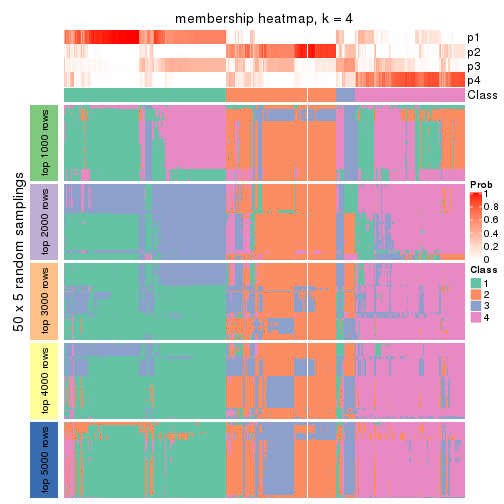 membership heatmap, k = 4
p1
p2
p3
p4
Class
50 x 5 random samplings
top 1000 rows
top 2000 rows
top 3000 rows
top 4000 rows
top 5000 rows
Prob
1
0.8
0.6
0.4
0.2
0
Class
1
2
3
4